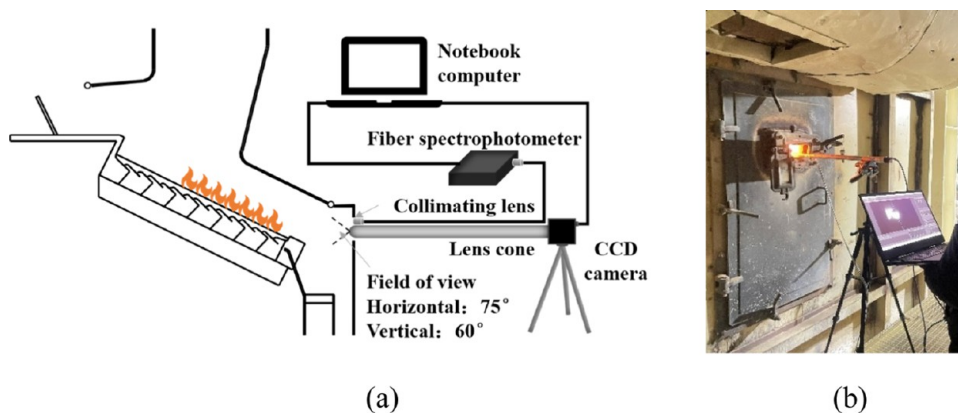 Notebook
computer
Fiber spectrophotometer
Collimating lens
Lens cone
CCD
camera
Field of view
Horizontal：75°
Vertical：60°
(a)
(b)